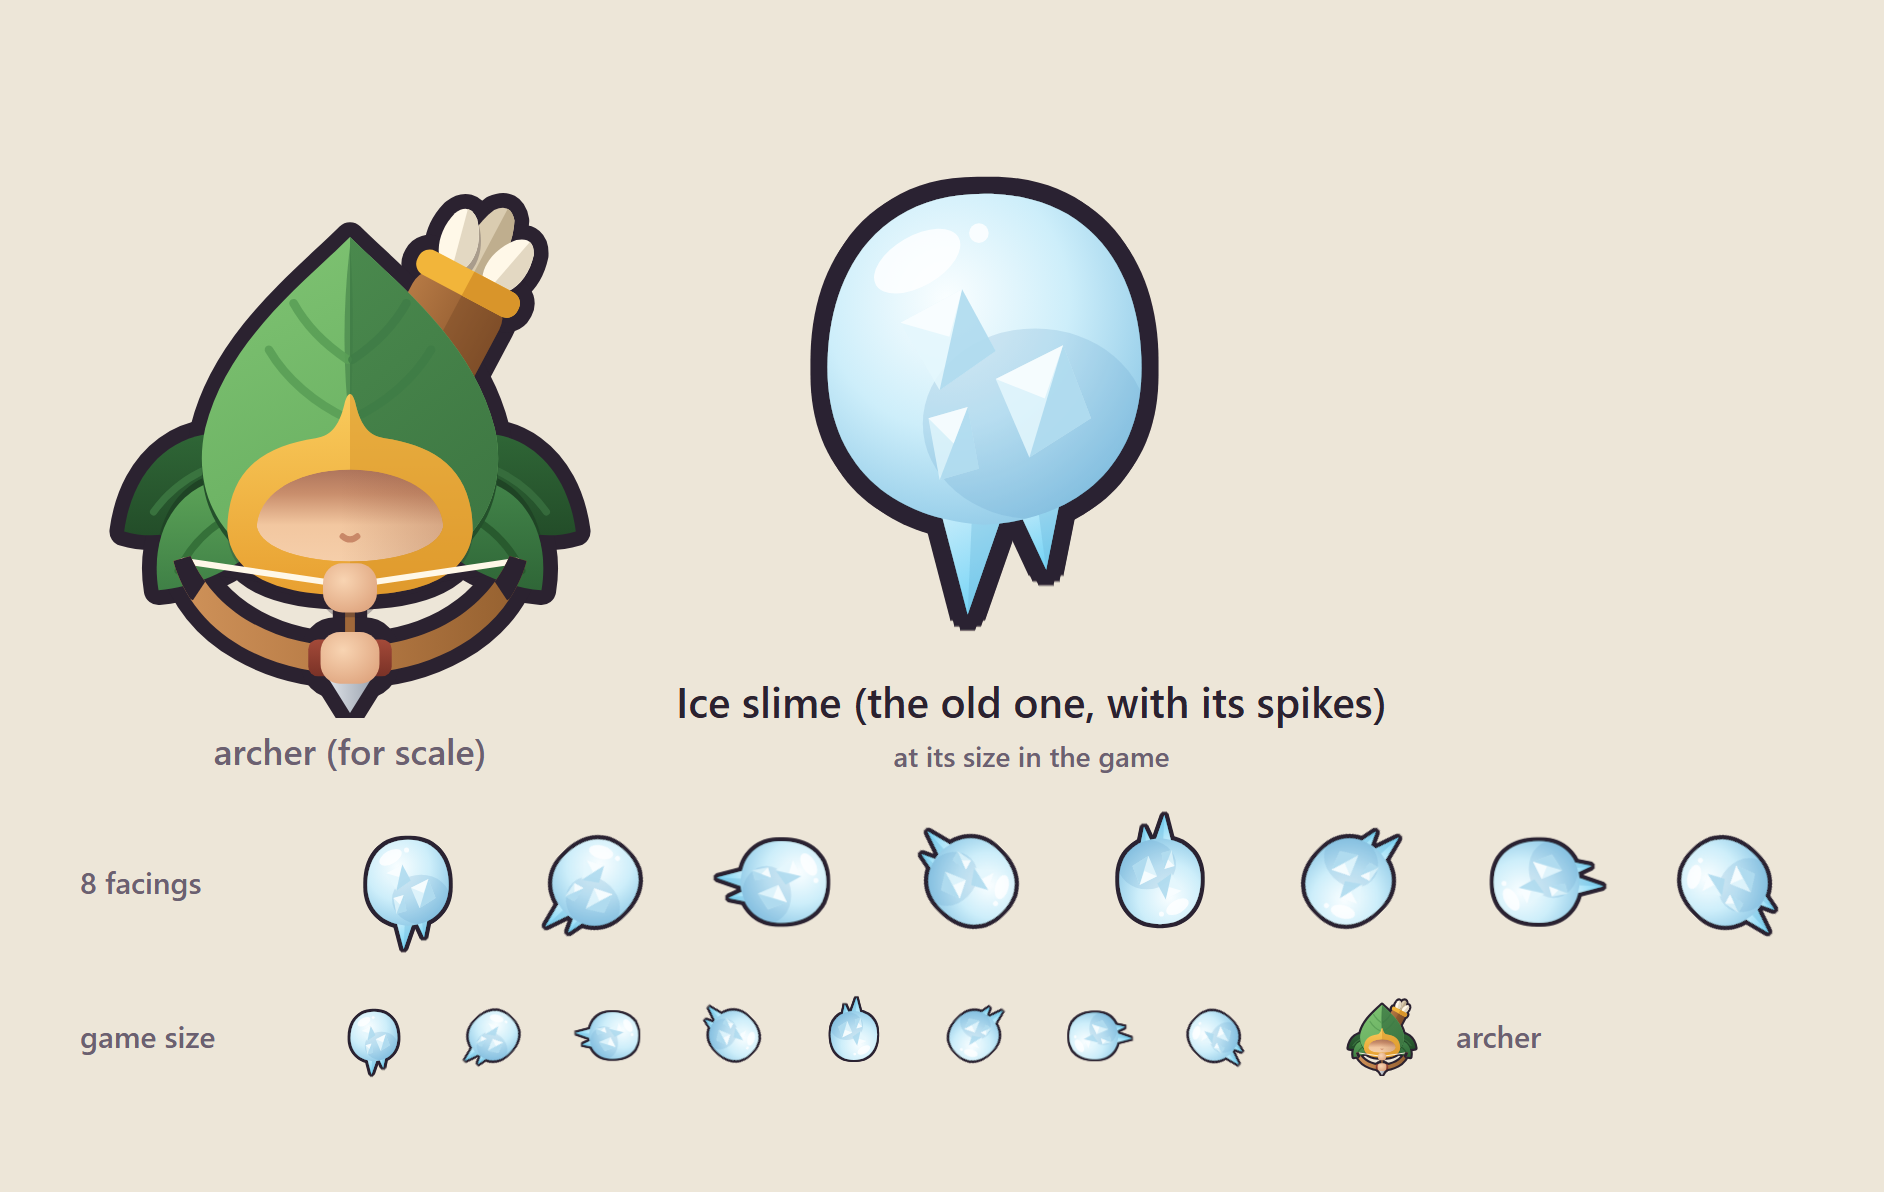 Ice slime (the old one, with its spikes)
archer (for scale)
at its size in the game
8 facings
game size
archer